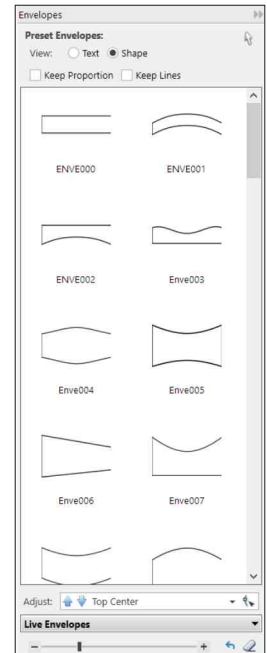 Envelopes
Preset Envelopes:
View: Text Shape
Keep Proportion Keep Lines
ENVE000 ENVE001
ENVE002 Enve003
Enve004 Enve005
Enve006 Enve007
Adjust: Top Center
Live Envelopes